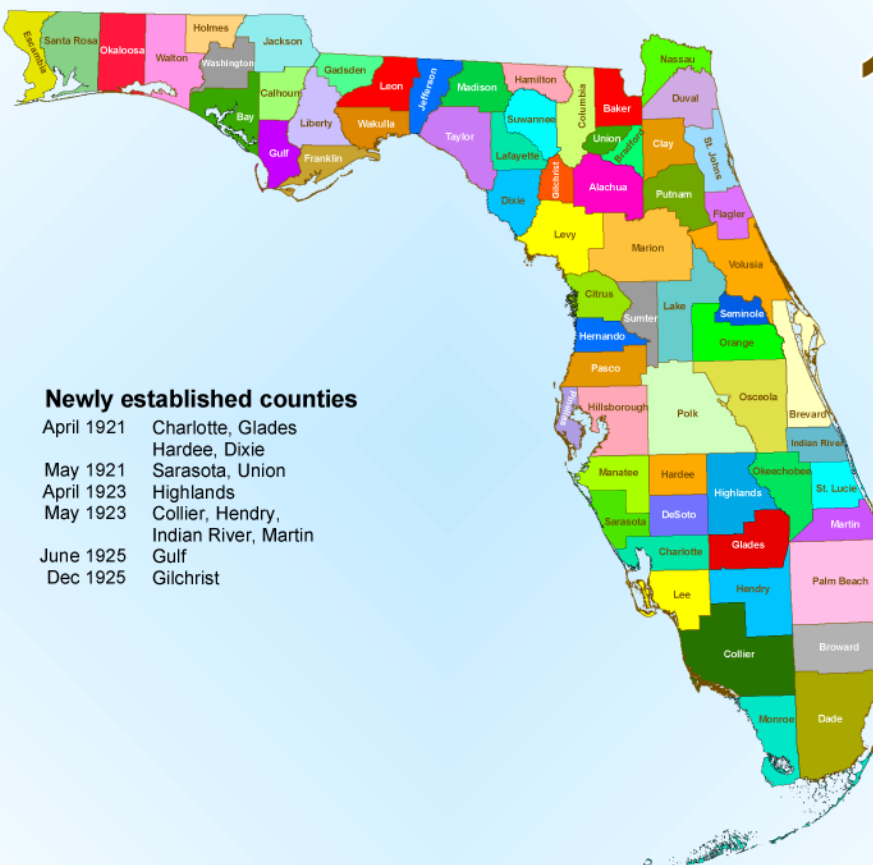 Escambia
Santa Rosa
Okaloosa
Walton
Holmes
Washington
Jackson
Bay
Calhoun
Gulf
Gadsden
Liberty
Franklin
Leon
Wakulla
Jefferson
Madison
Taylor
Hamilton
Suwannee
Lafayette
Dixie
Columbia
Gilchrist
Baker
Union
Bradford
Alachua
Nassau
Duval
Clay
St. Johns
Putnam
Flagler
Levy
Marion
Volusia
Citrus
Sumter
Lake
Seminole
Hernando
Orange
Pasco
Pinellas
Hillsborough
Polk
Osceola
Brevard
Indian River
Manatee
Hardee
Highlands
Okeechobee
St. Lucie
Sarasota
DeSoto
Martin
Charlotte
Glades
Lee
Hendry
Palm Beach
Collier
Broward
Monroe
Dade
Newly established counties
April 1921 Charlotte, Glades
Hardee, Dixie
May 1921 Sarasota, Union
April 1923 Highlands
May 1923 Collier, Hendry,
Indian River, Martin
June 1925 Gulf
Dec 1925 Gilchrist